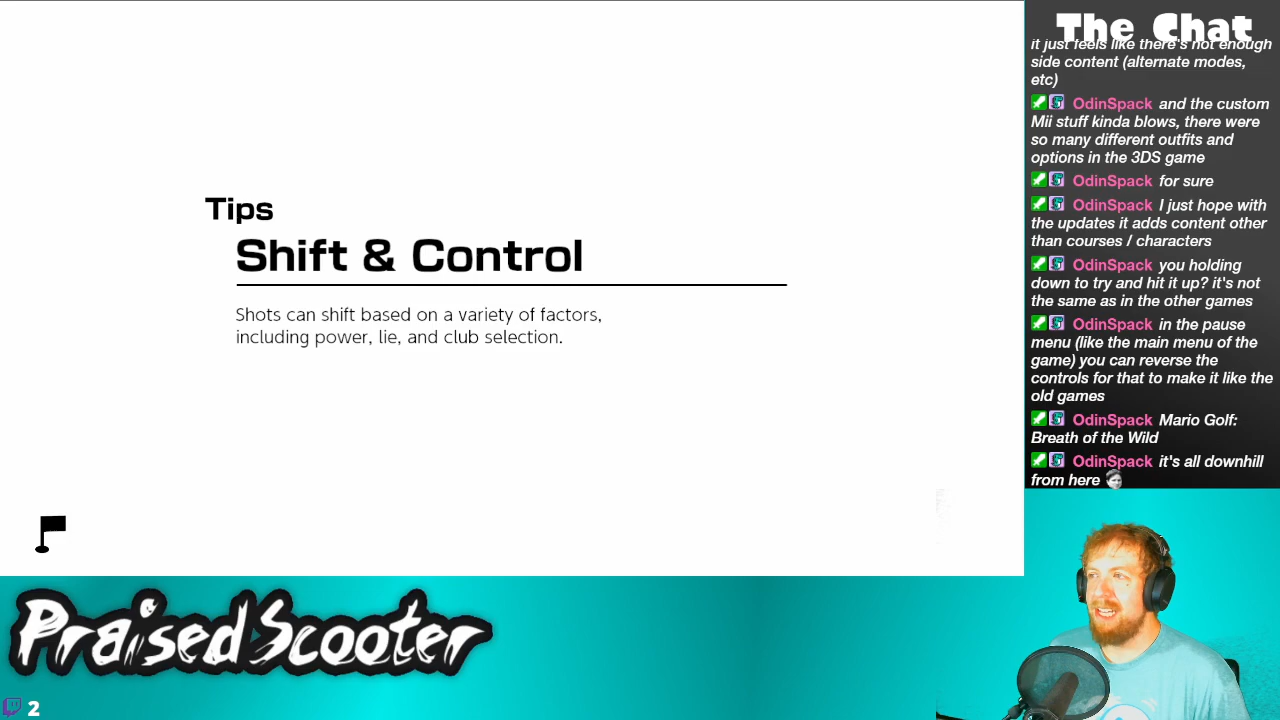 Tips
Shift & Control
Shots can shift based on a variety of factors,
including power, lie, and club selection.
The Chat
it just feels like there's not enough
side content (alternate modes,
etc)
OdinSpack and the custom
Mii stuff kinda blows, there were
so many different outfits and
options in the 3DS game
OdinSpack for sure
OdinSpack I just hope with
the updates it adds content other
than courses / characters
OdinSpack you holding
down to try and hit it up? it's not
the same as in the other games
OdinSpack in the pause
menu (like the main menu of the
game) you can reverse the
controls for that to make it like the
old games
OdinSpack Mario Golf:
Breath of the Wild
OdinSpack it's all downhill
from here
PraisedScooter
2